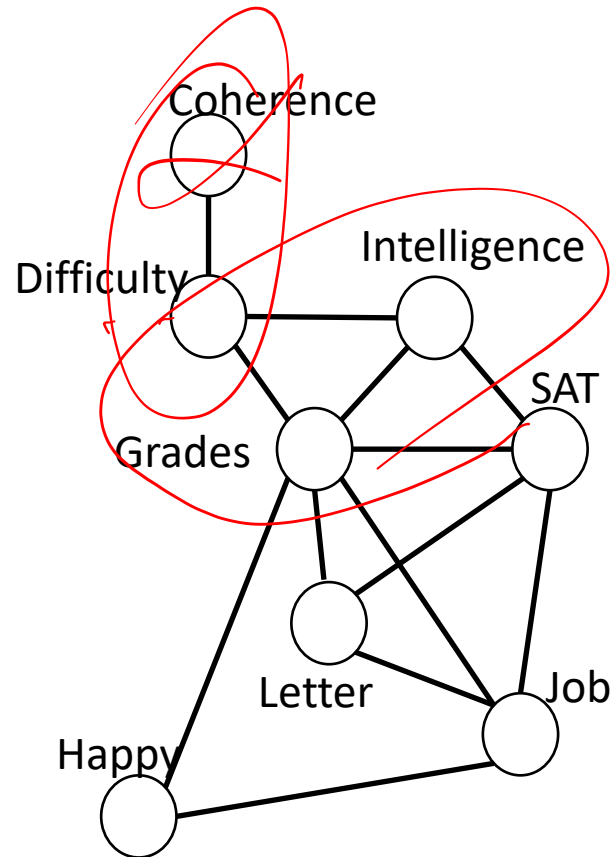 Coherence
Intelligence
Difficulty
SAT
Grades
Letter
Job
Happy